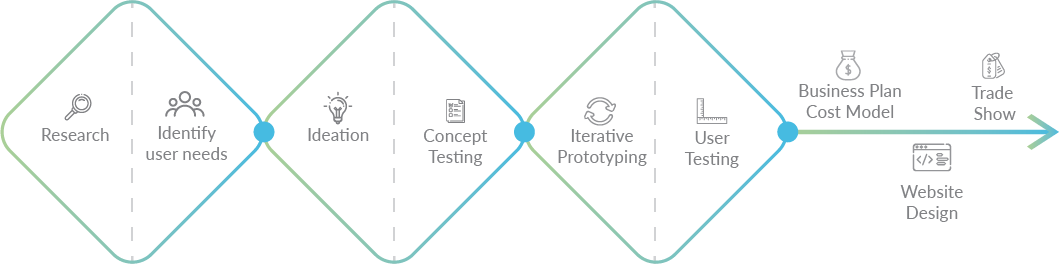 Research
Identify
user needs
Ideation
Concept
Testing
Iterative
Prototyping
User
Testing
Business Plan
Cost Model
Trade
Show
Website
Design